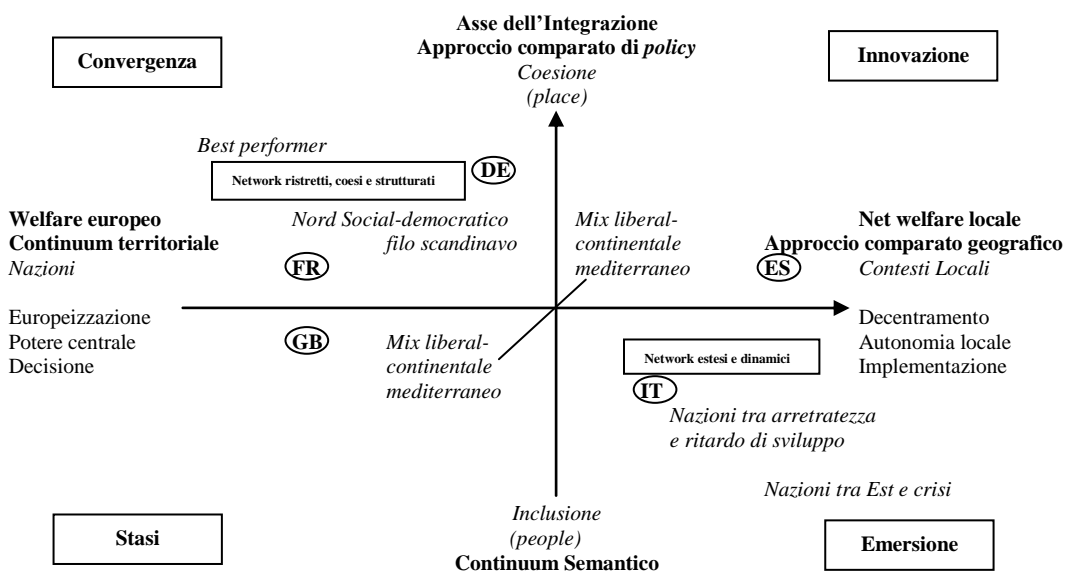 Asse dell’Integrazione
Approccio comparato di policy
Coesione
(place)
Convergenza
Innovazione
Best performer
Network ristretti, coesi e strutturati
DE
Welfare europeo
Continuum territoriale
Nazioni
Nord Social-democratico
filo scandinavo
Mix liberal-
continentale
mediterraneo
Net welfare locale
Approccio comparato geografico
Contesti Locali
FR
ES
Europeizzazione
Potere centrale
Decisione
GB
Mix liberal-
continentale
mediterraneo
Network estesi e dinamici
IT
Decentramento
Autonomia locale
Implementazione
Nazioni tra arretratezza
e ritardo di sviluppo
Nazioni tra Est e crisi
Stasi
Inclusione
(people)
Continuum Semantico
Emersione